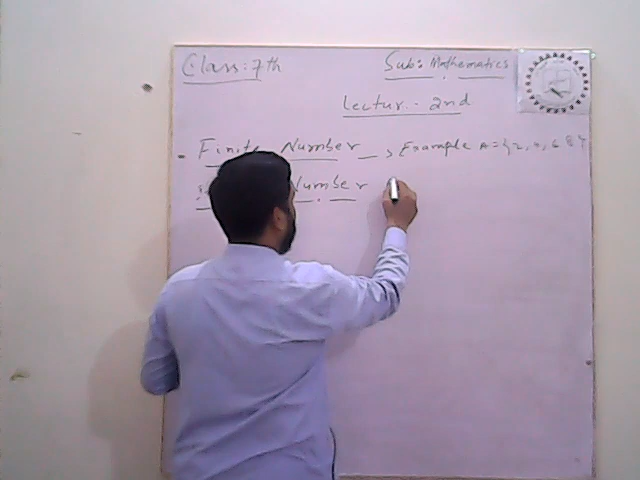 Class: 7th
Sub: Mathematics
Lectur.. 2nd
Finite Number → Example A = {2, 4, 6 8}
Number